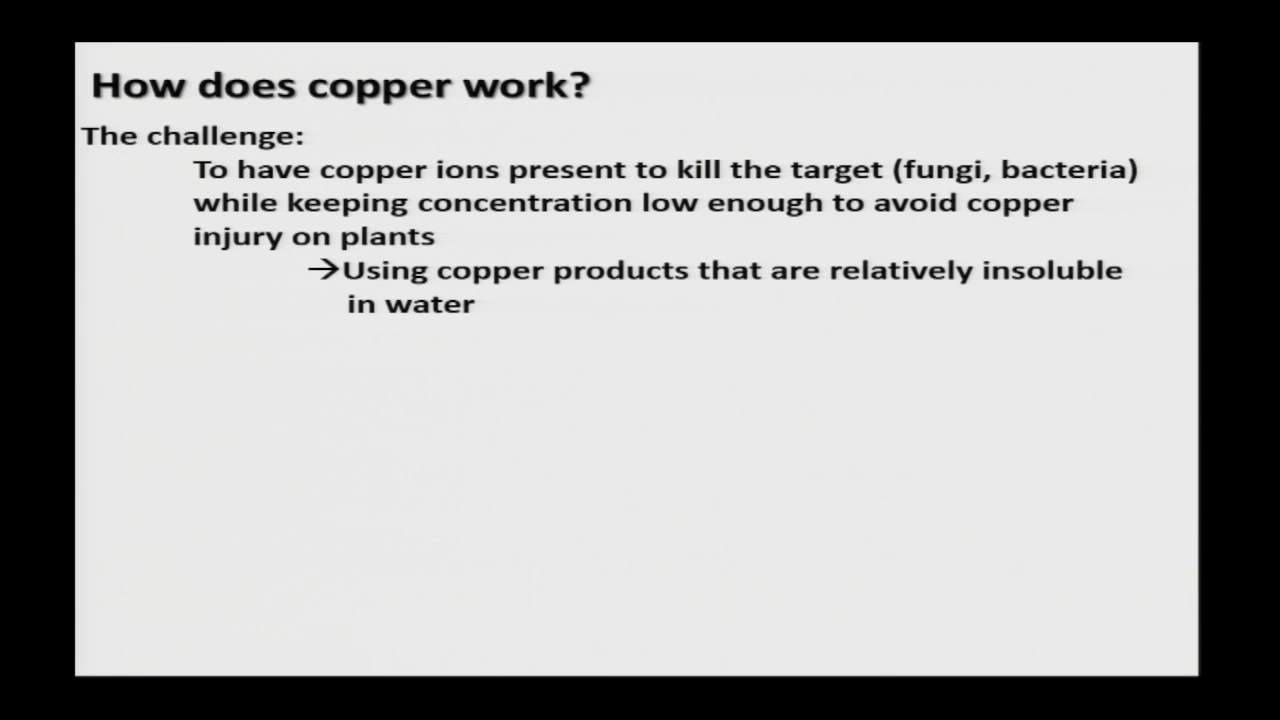 How does copper work?
The challenge:
To have copper ions present to kill the target (fungi, bacteria)
while keeping concentration low enough to avoid copper
injury on plants
→Using copper products that are relatively insoluble
in water